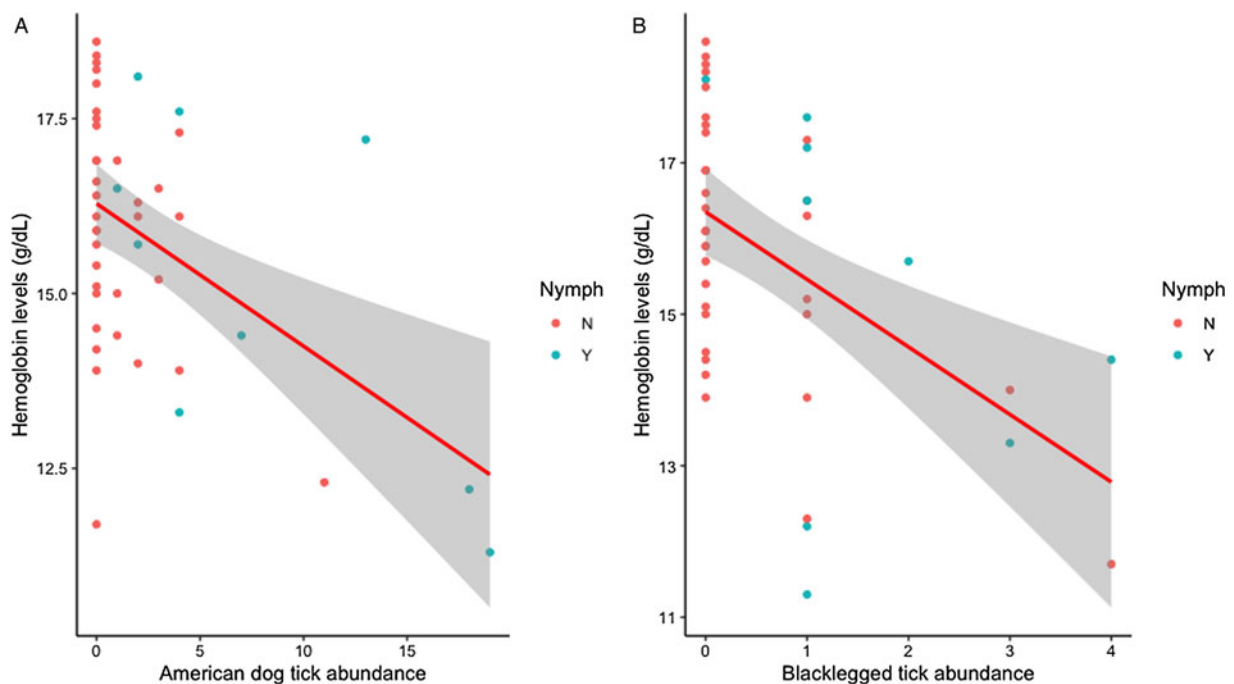 A
Hemoglobin levels (g/dL)
17.5
15.0
12.5
0 5 10 15
American dog tick abundance
Nymph
N
Y
B
Hemoglobin levels (g/dL)
17
15
13
11
0 1 2 3 4
Blacklegged tick abundance
Nymph
N
Y